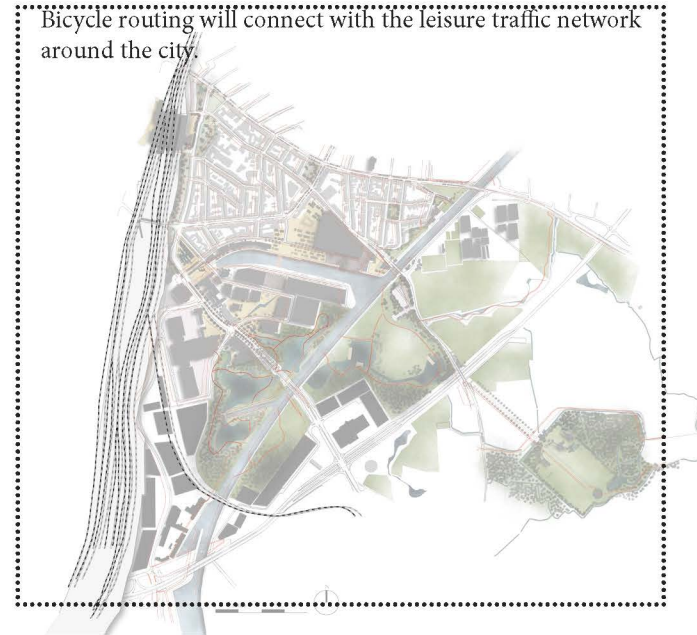 Bicycle routing will connect with the leisure traffic network
around the city.